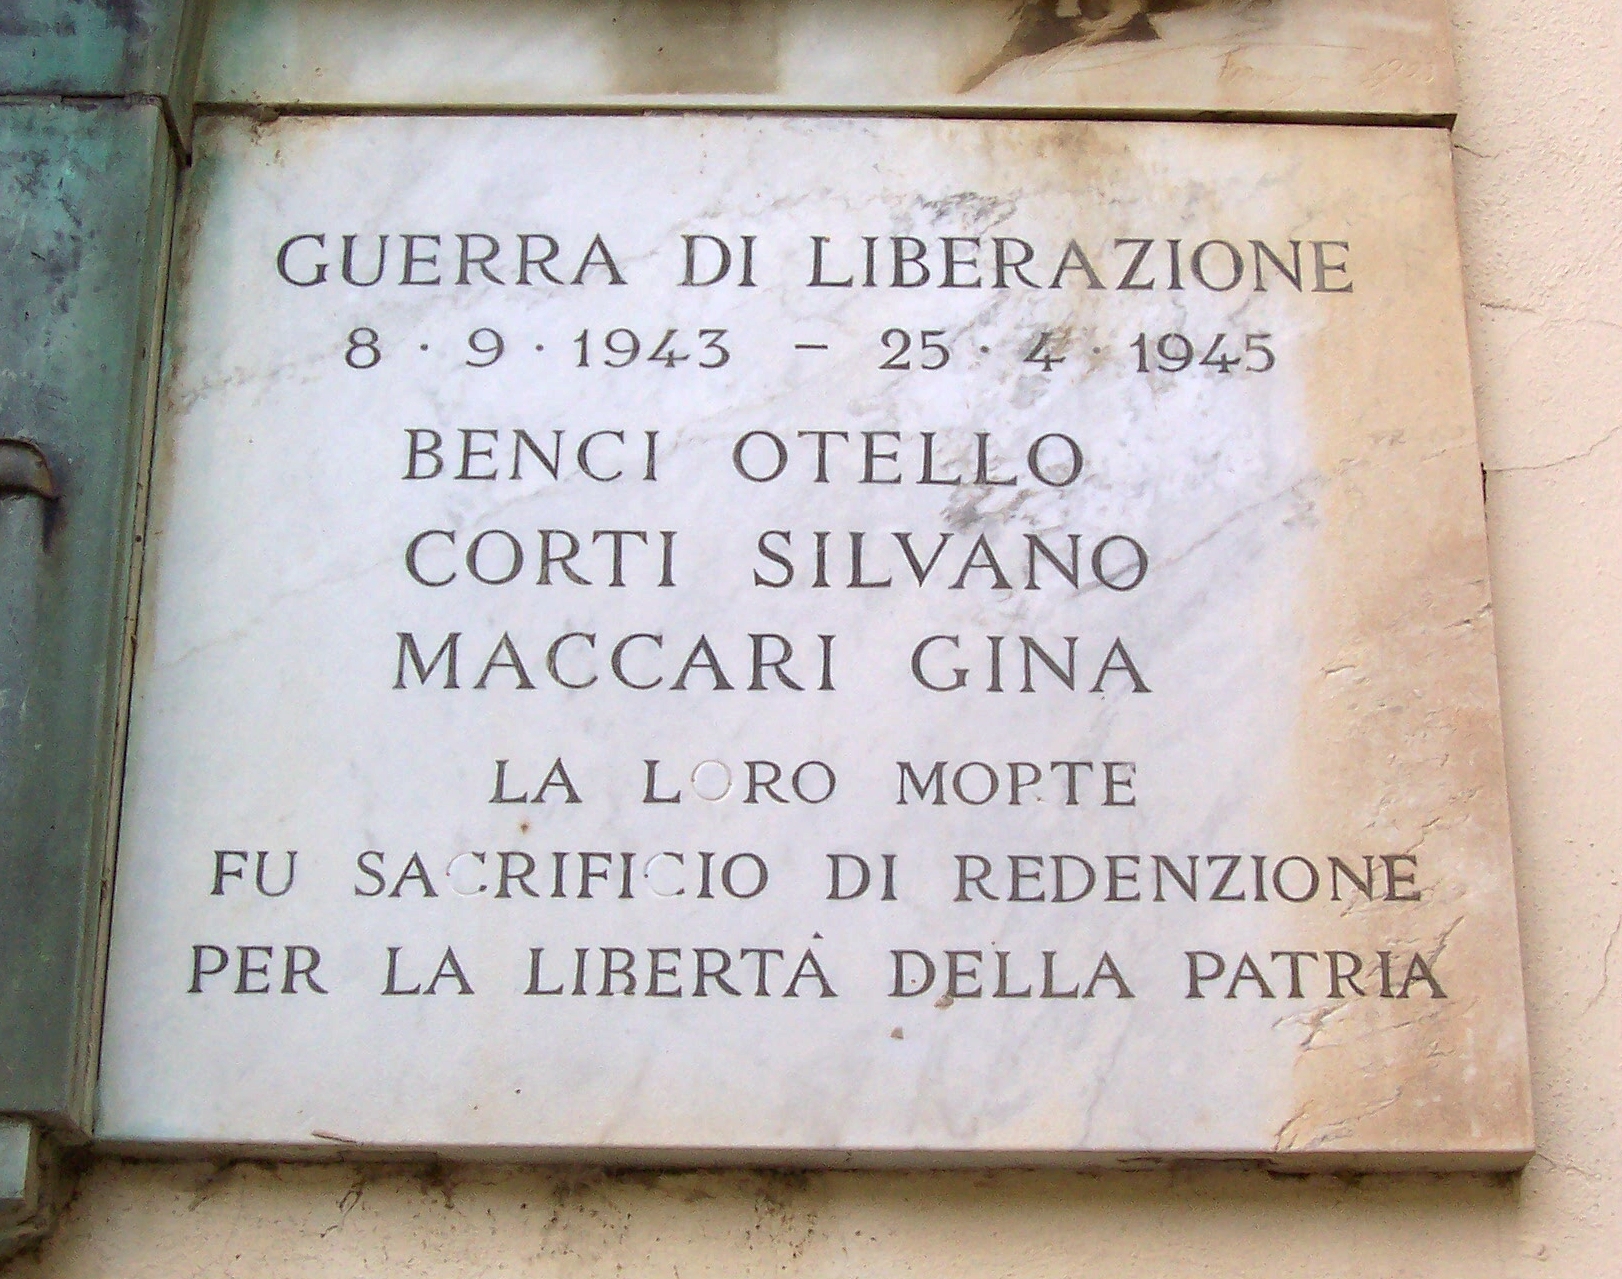 GUERRA DI LIBERAZIONE
8 · 9 · 1943 – 25 · 4 · 1945
BENCI OTELLO
CORTI SILVANO
MACCARI GINA
LA LORO MORTE
FU SACRIFICIO DI REDENZIONE
PER LA LIBERTÀ DELLA PATRIA